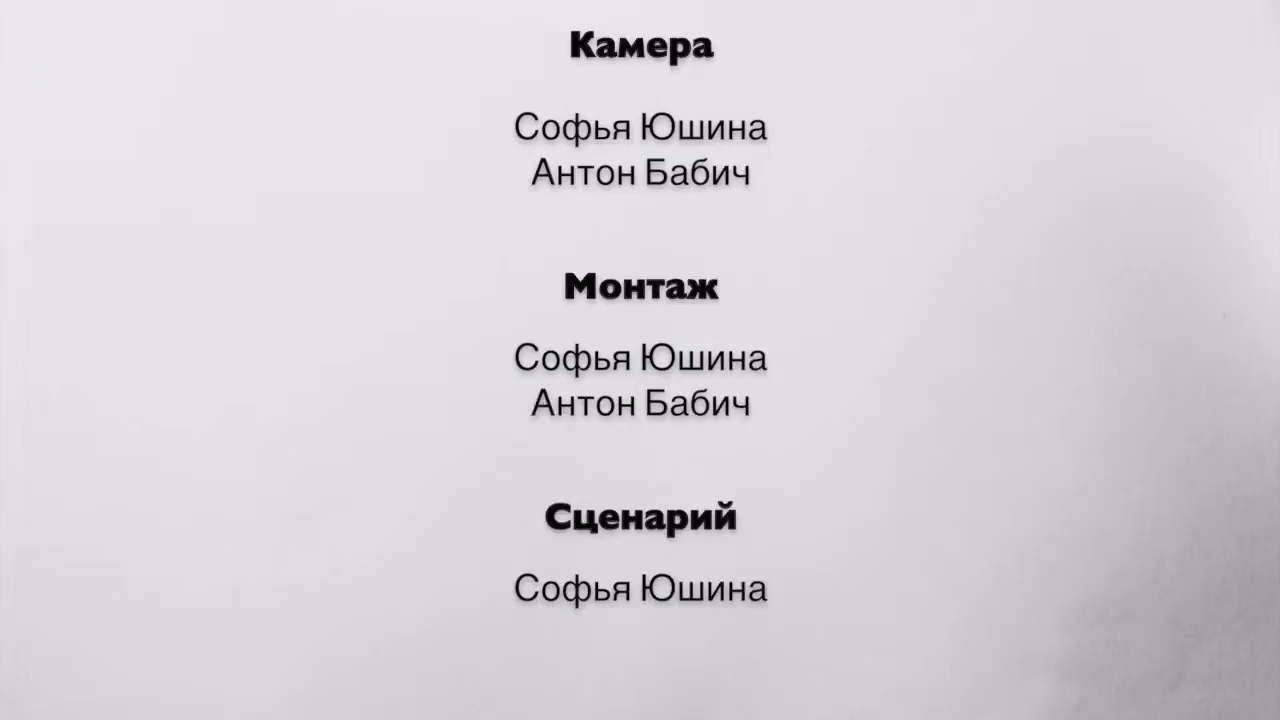 Камера
Софья Юшина
Антон Бабич
Монтаж
Софья Юшина
Антон Бабич
Сценарий
Софья Юшина